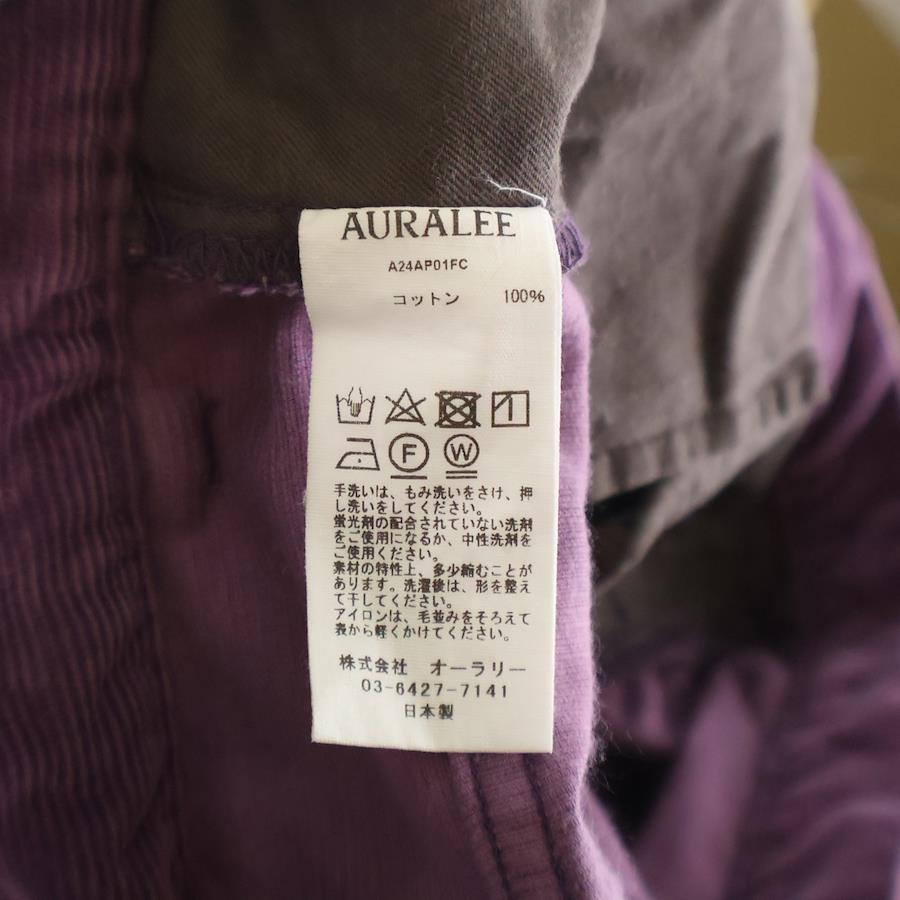 AURALEE
A24AP01FC
コットン 100%
F W
手洗いは、もみ洗いをさけ、押
し洗いをしてください。
蛍光剤の配合されていない洗剤
をご使用になるか、中性洗剤を
ご使用ください。
素材の特性上、多少縮むことが
あります。洗濯後は、形を整え
て干してください。
アイロンは、毛並みをそろえて
表から軽くかけてください。
株式会社 オーラリー
03-6427-7141
日本製